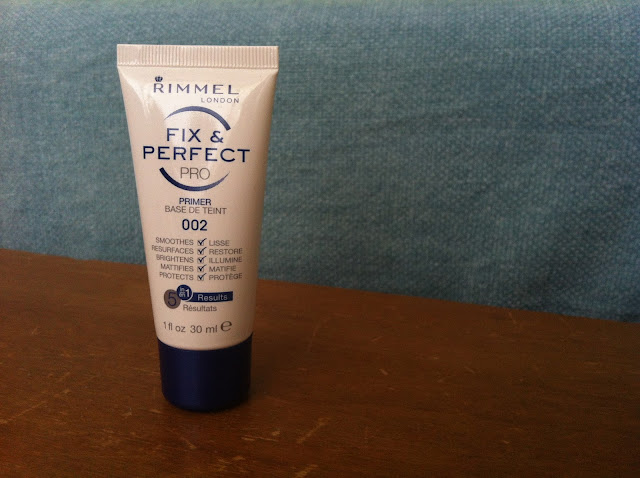 RIMMEL
LONDON
FIX &
PERFECT
PRO
PRIMER
BASE DE TEINT
002
SMOOTHES ☑ LISSE
RESURFACES ☑ RESTORE
BRIGHTENS ☑ ILLUMINE
MATTIFIES ☑ MATIFIE
PROTECTS ☑ PROTÈGE
5 in 1 Results
Résultats
1 fl oz 30 ml ℮